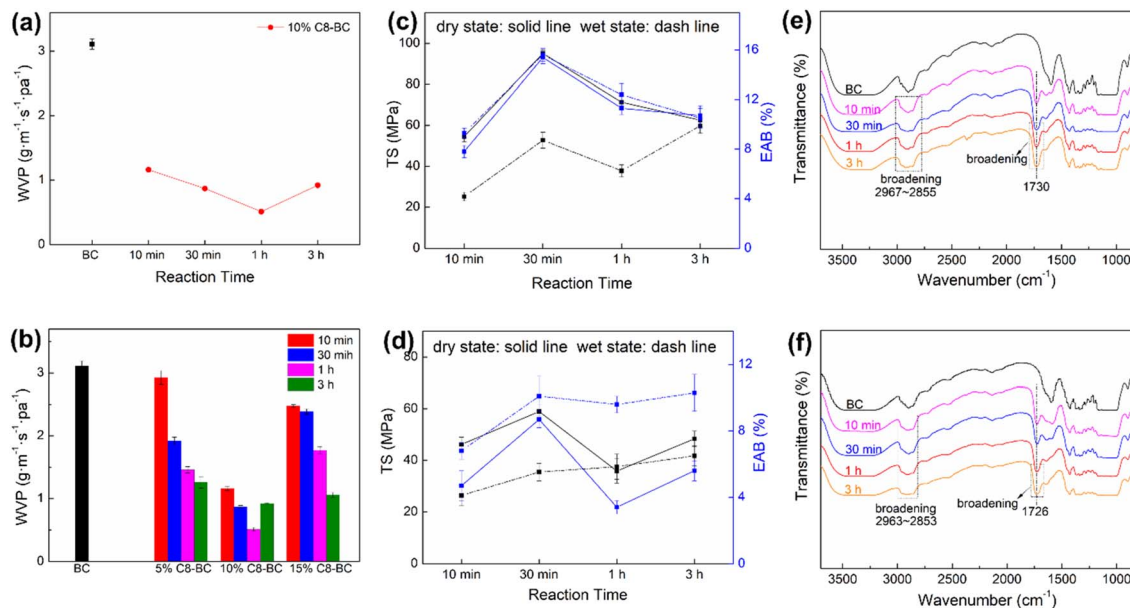 (a)
10% C8-BC
WVP (g·m⁻¹·s⁻¹·pa⁻¹)
3
2
1
0
BC
10 min
30 min
1 h
3 h
Reaction Time
(c)
dry state: solid line wet state: dash line
TS (MPa)
100
80
60
40
20
0
EAB (%)
16
12
8
4
0
10 min
30 min
1 h
3 h
Reaction Time
(e)
Transmittance (%)
BC
10 min
30 min
1 h
3 h
broadening
2967~2855
broadening
1730
3500
3000
2500
2000
1500
1000
Wavenumber (cm⁻¹)
(b)
10 min
30 mih
1 h
3 h
WVP (g·m⁻¹·s⁻¹·pa⁻¹)
3
2
1
0
BC
5% C8-BC
10% C8-BC
15% C8-BC
(d)
dry state: solid line wet state: dash line
TS (MPa)
80
60
40
20
0
EAB (%)
12
8
4
0
10 min
30 min
1 h
3 h
Reaction Time
(f)
Transmittance (%)
BC
10 min
30 min
1 h
3 h
broadening
2963~2853
broadening
1726
3500
3000
2500
2000
1500
1000
Wavenumber (cm⁻¹)